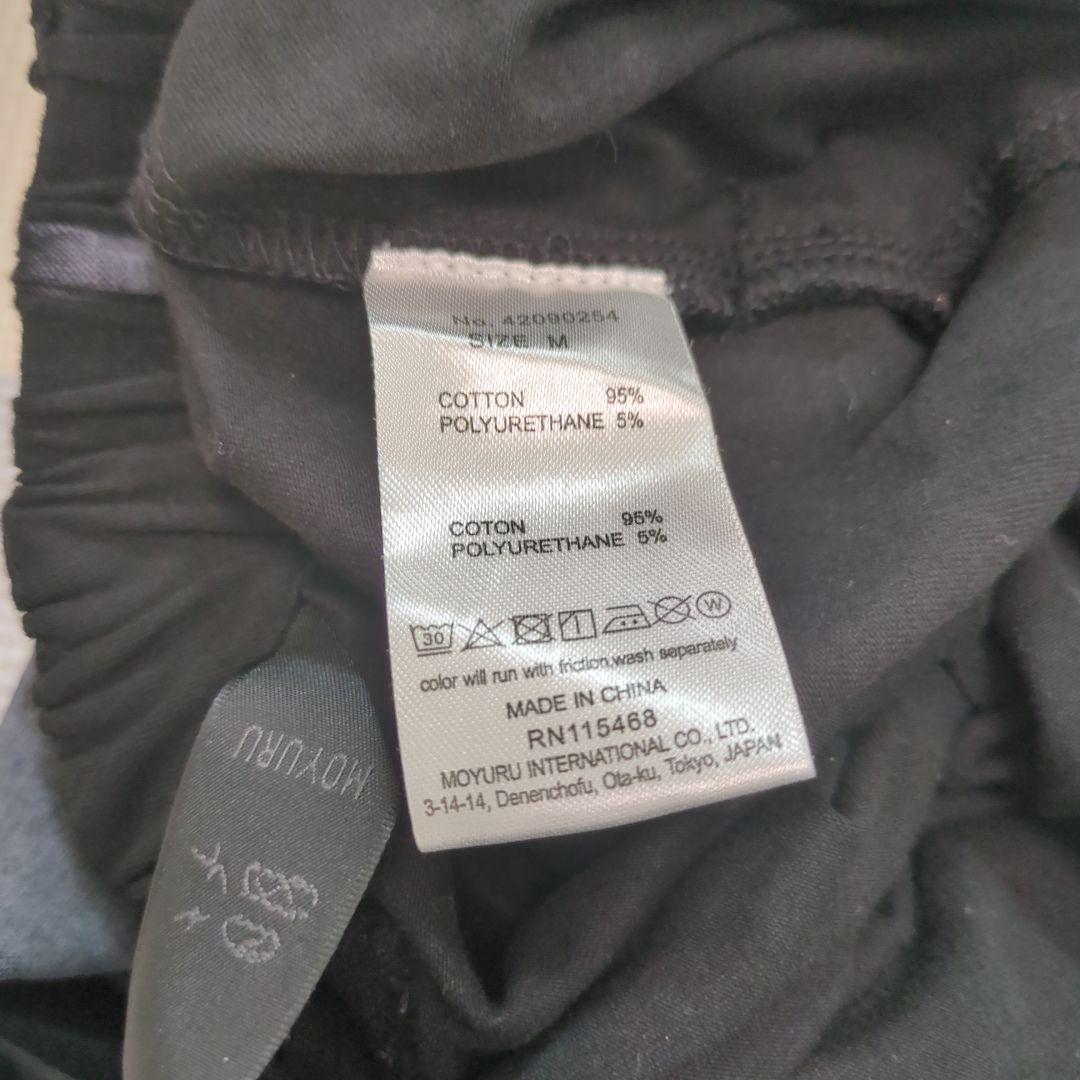 No. 42090254
SIZE M
COTTON 95%
POLYURETHANE 5%
COTON 95%
POLYURETHANE 5%
30 W
color will run with friction.wash separately
MADE IN CHINA
RN115468
MOYURU INTERNATIONAL CO., LTD.
3-14-14, Denenchofu, Ota-ku, Tokyo, JAPAN
MOYURU